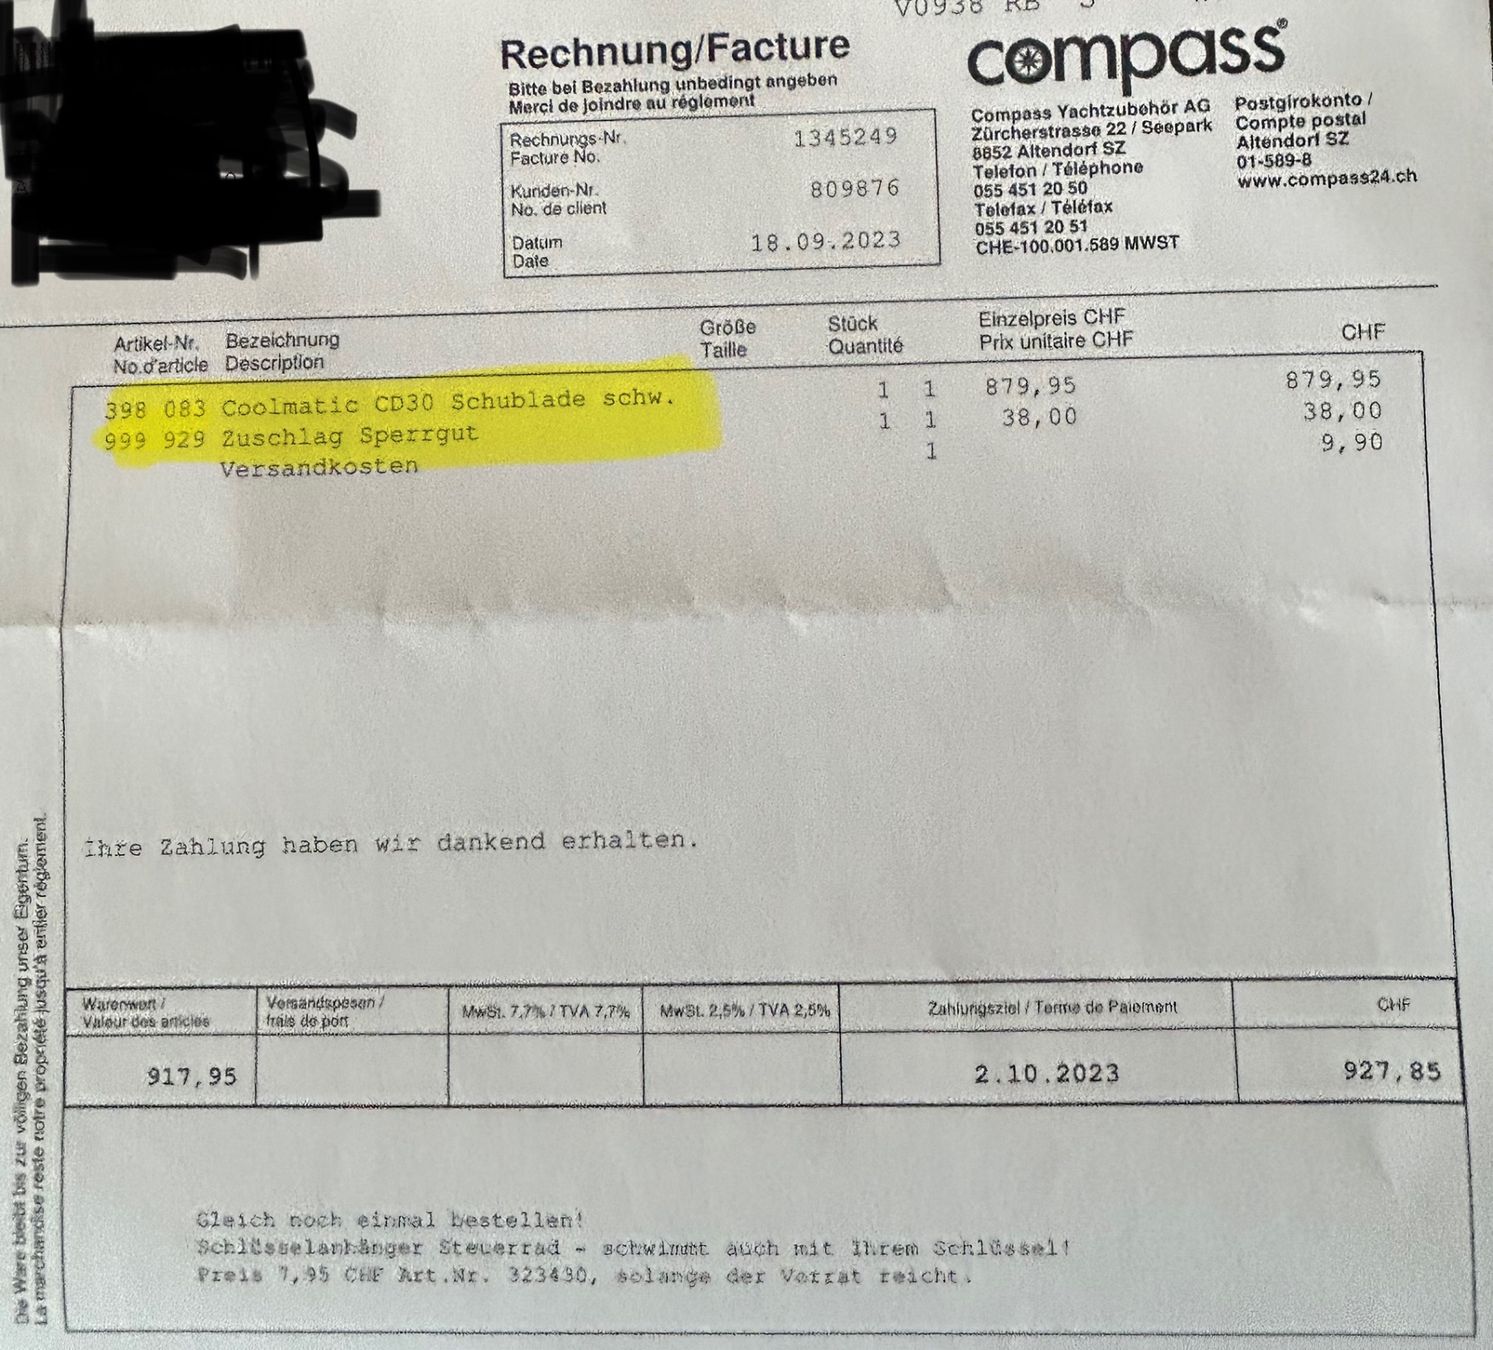 Rechnung/Facture
Bitte bei Bezahlung unbedingt angeben
Merci de joindre au réglement
Rechnungs-Nr. 1345249
Facture No.
Kunden-Nr. 809876
No. de client
Datum 18.09.2023
Date
compass®
Compass Yachtzubehör AG
Zürcherstrasse 22 / Seepark
8852 Altendorf SZ
Telefon / Téléphone
055 451 20 50
Telefax / Téléfax
055 451 20 51
CHE-100.001.589 MWST
Postgirokonto /
Compte postal
Altendorf SZ
01-589-8
www.compass24.ch
Artikel-Nr. Bezeichnung Größe Stück Einzelpreis CHF CHF
No.d'article Description Taille Quantité Prix unitaire CHF
398 083 Coolmatic CD30 Schublade schw. 1 1 879,95 879,95
999 929 Zuschlag Sperrgut 1 1 38,00 38,00
Versandkosten 1 9,90
Ihre Zahlung haben wir dankend erhalten.
Die Ware bleibt bis zur völligen Bezahlung unser Eigentum.
La marchandise reste notre propriété jusqu'à entier réglement.
Warenwert / Versandspesen / MwSt. 7,7% / TVA 7,7% MwSt. 2,5% / TVA 2,5% Zahlungsziel / Terme de Paiement CHF
Valeur des articles frais de port
917,95 2.10.2023 927,85
Gleich noch einmal bestellen!
Schlüsselanhänger Steuerrad - schwimmt auch mit Ihrem Schlüssel!
Preis 7,95 CHF Art.Nr. 323430, solange der Vorrat reicht.